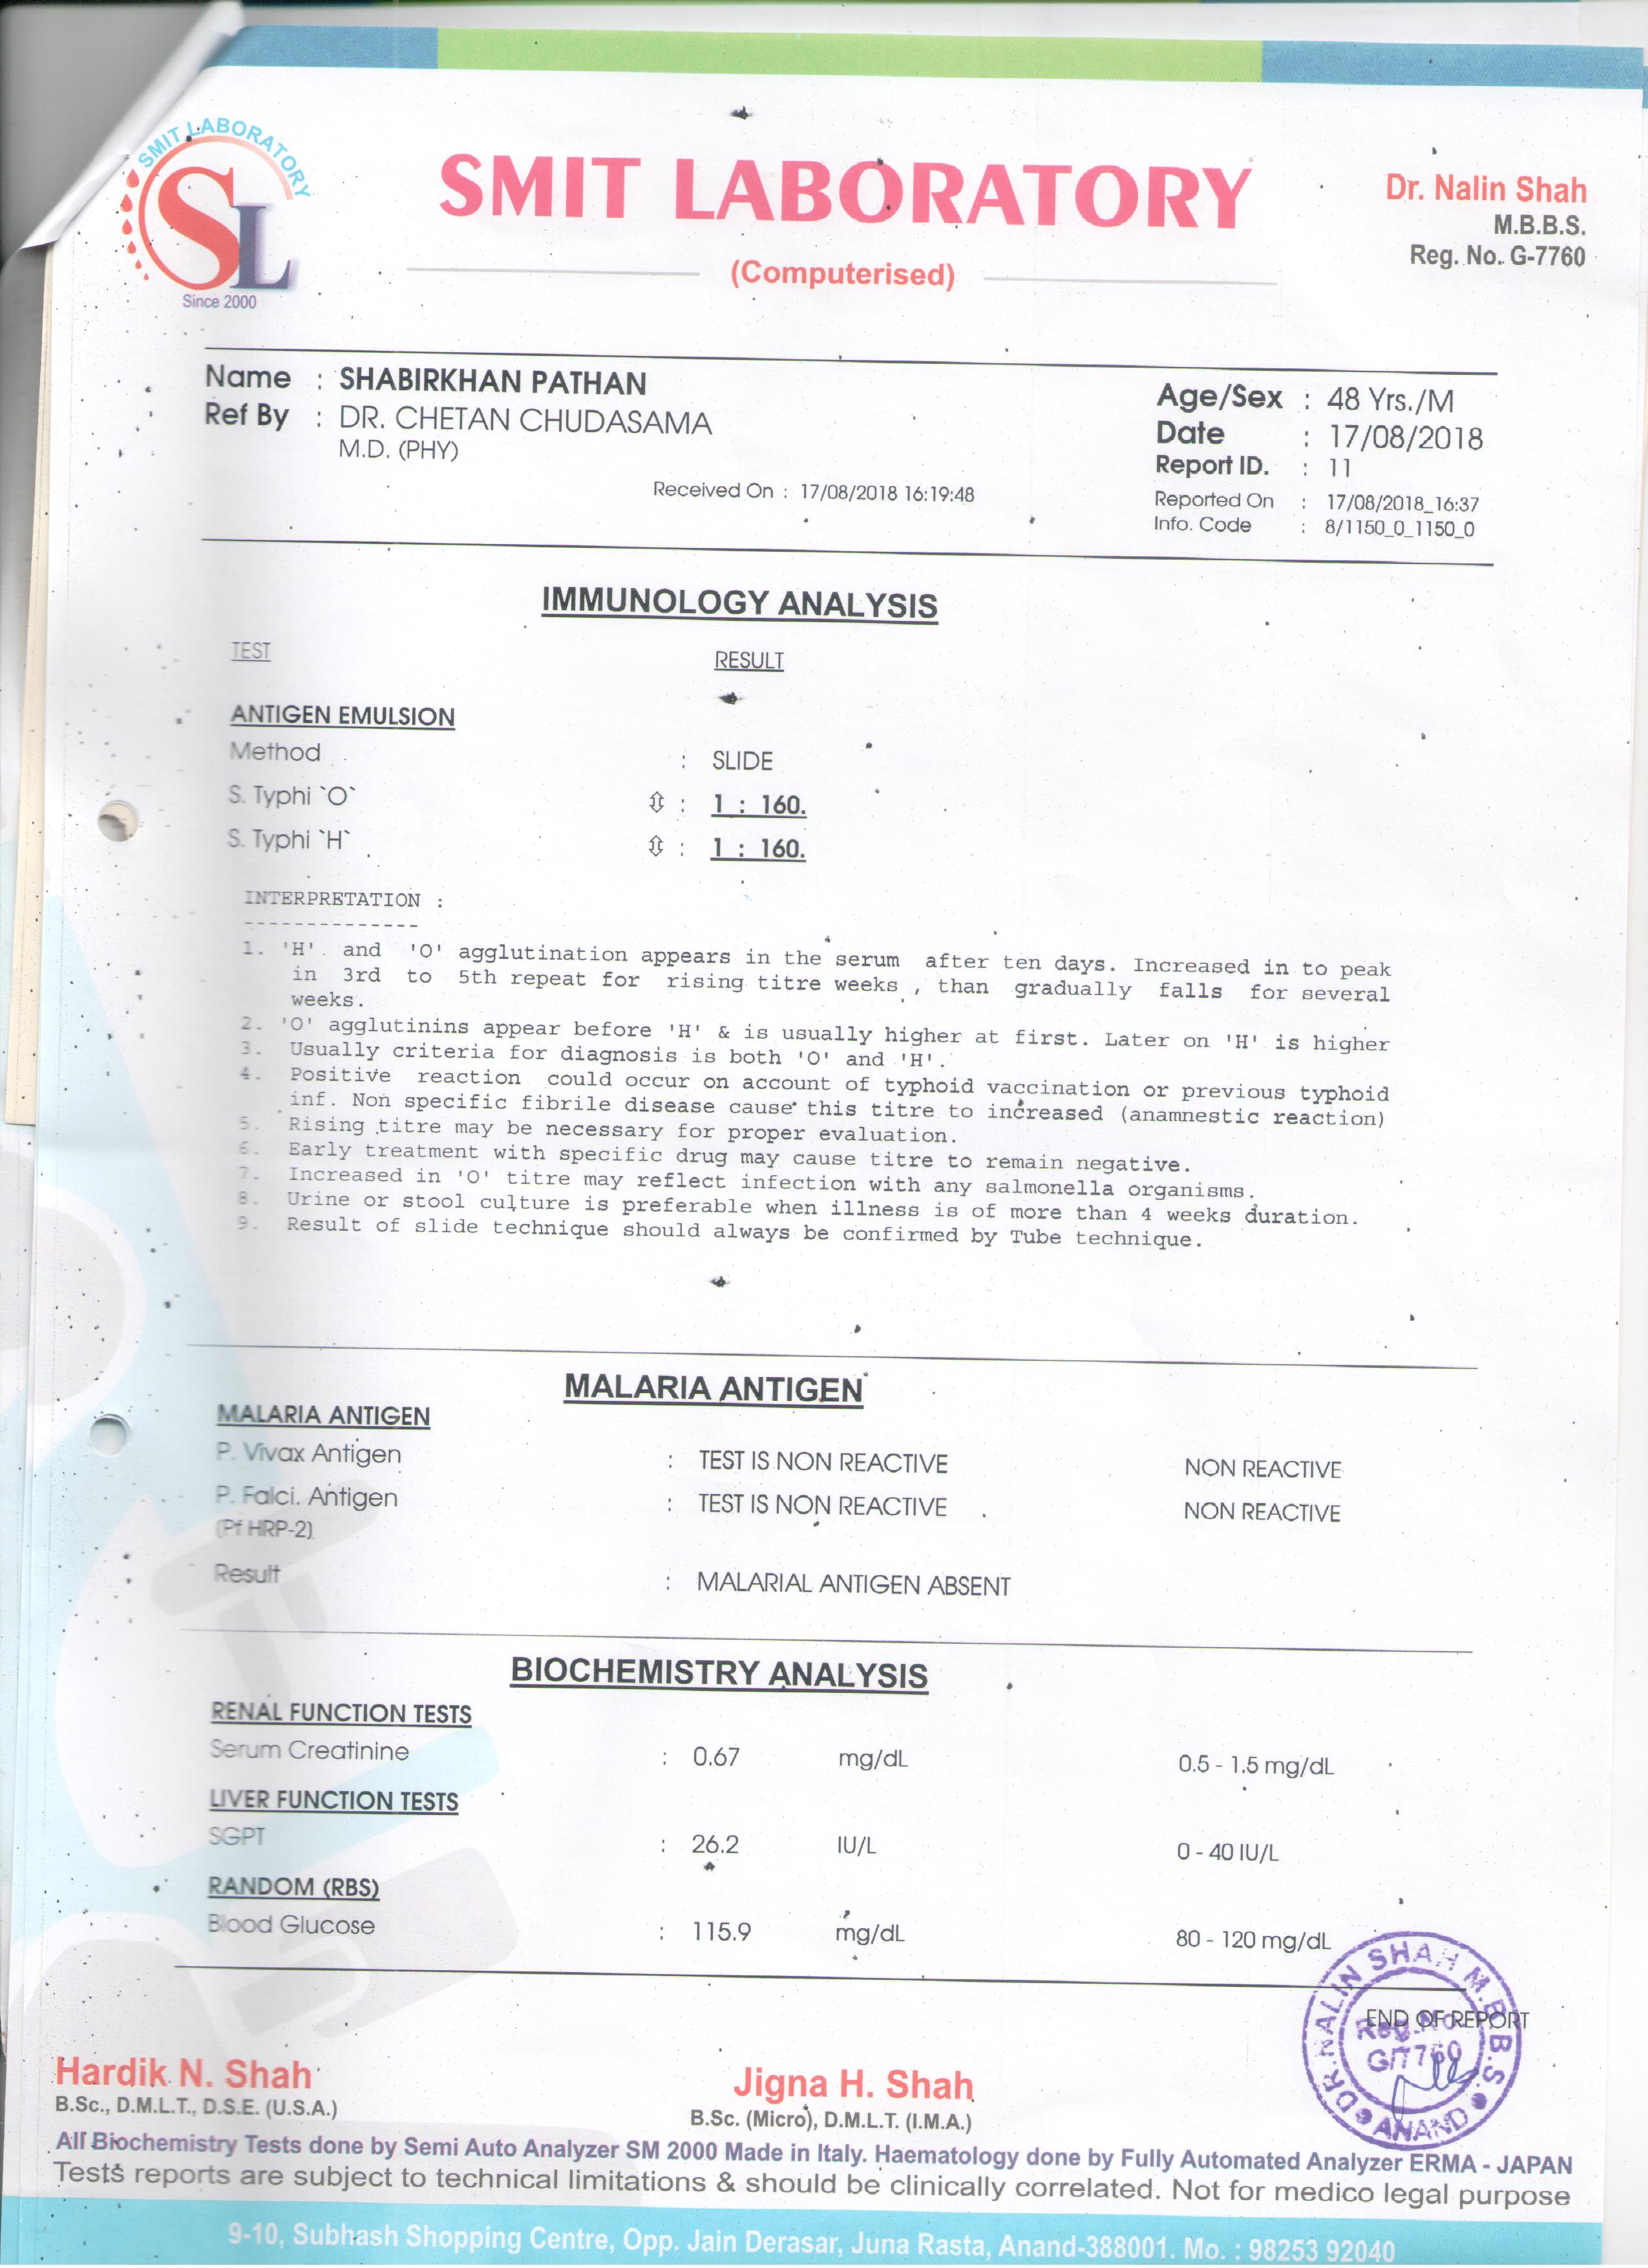 SMIT LABORATORY
SL
Since 2000
SMIT LABORATORY
(Computerised)
Dr. Nalin Shah
M.B.B.S.
Reg. No. G-7760
Name : SHABIRKHAN PATHAN
Ref By : DR. CHETAN CHUDASAMA
M.D. (PHY)
Received On : 17/08/2018 16:19:48
Age/Sex : 48 Yrs./M
Date : 17/08/2018
Report ID. : 11
Reported On : 17/08/2018_16:37
Info. Code : 8/1150_0_1150_0
IMMUNOLOGY ANALYSIS
TEST RESULT
ANTIGEN EMULSION
Method : SLIDE
S. Typhi `O` ⇳ : 1 : 160.
S. Typhi `H` ⇳ : 1 : 160.
INTERPRETATION :
--------------
1. 'H' and 'O' agglutination appears in the serum after ten days. Increased in to peak
in 3rd to 5th repeat for rising titre weeks , than gradually falls for several
weeks.
2. 'O' agglutinins appear before 'H' & is usually higher at first. Later on 'H' is higher
3. Usually criteria for diagnosis is both 'O' and 'H'.
4. Positive reaction could occur on account of typhoid vaccination or previous typhoid
inf. Non specific fibrile disease cause this titre to increased (anamnestic reaction)
5. Rising titre may be necessary for proper evaluation.
6. Early treatment with specific drug may cause titre to remain negative.
7. Increased in 'O' titre may reflect infection with any salmonella organisms.
8. Urine or stool culture is preferable when illness is of more than 4 weeks duration.
9. Result of slide technique should always be confirmed by Tube technique.
MALARIA ANTIGEN
MALARIA ANTIGEN
P. Vivax Antigen : TEST IS NON REACTIVE NON REACTIVE
P. Falci. Antigen : TEST IS NON REACTIVE NON REACTIVE
(Pf HRP-2)
Result : MALARIAL ANTIGEN ABSENT
BIOCHEMISTRY ANALYSIS
RENAL FUNCTION TESTS
Serum Creatinine : 0.67 mg/dL 0.5 - 1.5 mg/dL
LIVER FUNCTION TESTS
SGPT : 26.2 IU/L 0 - 40 IU/L
RANDOM (RBS)
Blood Glucose : 115.9 mg/dL 80 - 120 mg/dL
END OF REPORT
DR. NALIN SHAH M.B.B.S
Reg. No.
G/7760
ANAND
Hardik N. Shah
B.Sc., D.M.L.T., D.S.E. (U.S.A.)
Jigna H. Shah
B.Sc. (Micro), D.M.L.T. (I.M.A.)
All Biochemistry Tests done by Semi Auto Analyzer SM 2000 Made in Italy. Haematology done by Fully Automated Analyzer ERMA - JAPAN
Tests reports are subject to technical limitations & should be clinically correlated. Not for medico legal purpose
9-10, Subhash Shopping Centre, Opp. Jain Derasar, Juna Rasta, Anand-388001. Mo. : 98253 92040